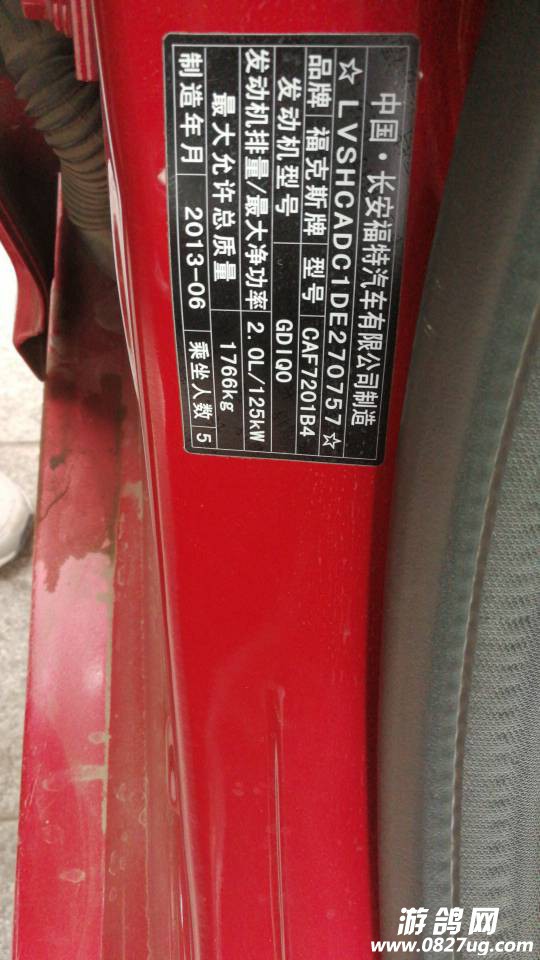 中国·长安福特汽车有限公司制造
☆LVSHCADC1DE270757☆
品牌 福克斯牌 型号 CAF7201B4
发动机型号 GDIQ0
发动机排量/最大净功率 2.0L/125kW
最大允许总质量 1766kg
制造年月 2013-06 乘坐人数 5
游鸽网
www.0827ug.com